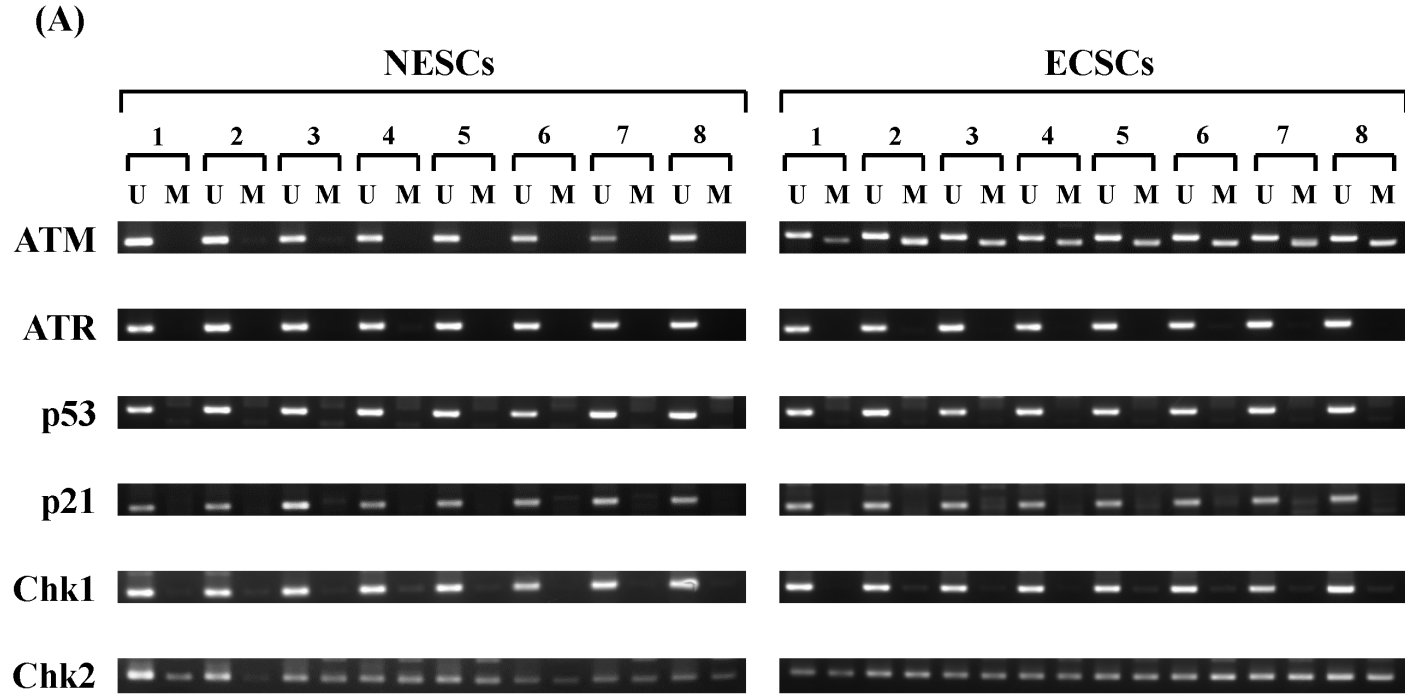 (A)
NESCs ECSCs
1 2 3 4 5 6 7 8 1 2 3 4 5 6 7 8
U M U M U M U M U M U M U M U M U M U M U M U M U M U M U M U M
ATM
ATR
p53
p21
Chk1
Chk2